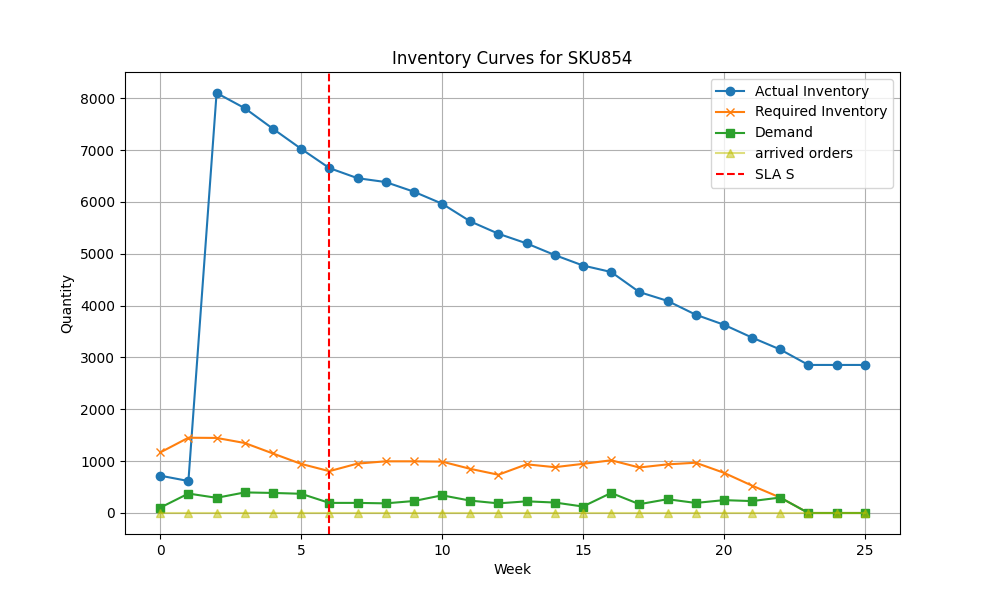 Inventory Curves for SKU854
Actual Inventory
Required Inventory
Demand
arrived orders
SLA S
Quantity
8000
7000
6000
5000
4000
3000
2000
1000
0
0
5
10
15
20
25
Week